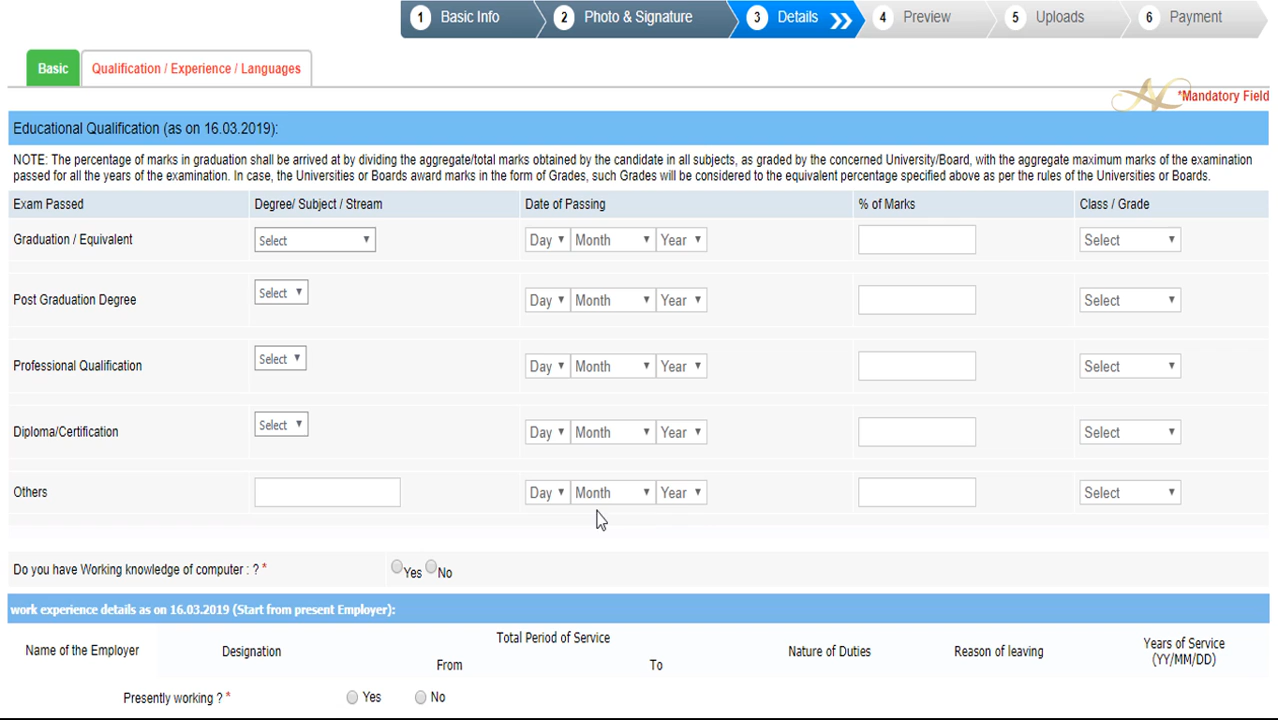 1 Basic Info 2 Photo & Signature 3 Details 4 Preview 5 Uploads 6 Payment
Basic Qualification / Experience / Languages
*Mandatory Field
Educational Qualification (as on 16.03.2019):
NOTE: The percentage of marks in graduation shall be arrived at by dividing the aggregate/total marks obtained by the candidate in all subjects, as graded by the concerned University/Board, with the aggregate maximum marks of the examination
passed for all the years of the examination. In case, the Universities or Boards award marks in the form of Grades, such Grades will be considered to the equivalent percentage specified above as per the rules of the Universities or Boards.
Exam Passed Degree/ Subject / Stream Date of Passing % of Marks Class / Grade
Graduation / Equivalent Select Day Month Year Select
Post Graduation Degree Select Day Month Year Select
Professional Qualification Select Day Month Year Select
Diploma/Certification Select Day Month Year Select
Others Day Month Year Select
Do you have Working knowledge of computer : ? * Yes No
work experience details as on 16.03.2019 (Start from present Employer):
Name of the Employer Designation Total Period of Service Nature of Duties Reason of leaving Years of Service
(YY/MM/DD)
From To
Presently working ? * Yes No